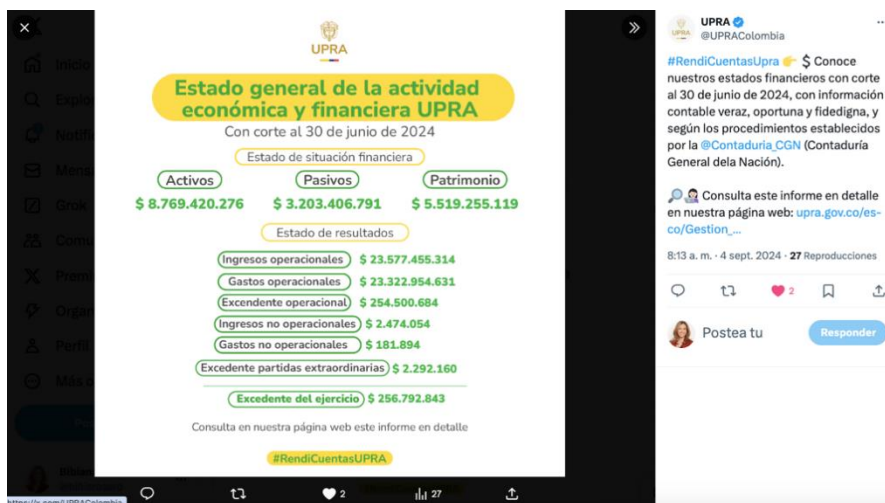 UPRA
Estado general de la actividad
económica y financiera UPRA
Con corte al 30 de junio de 2024
Estado de situación financiera
Activos Pasivos Patrimonio
$ 8.769.420.276 $ 3.203.406.791 $ 5.519.255.119
Estado de resultados
Ingresos operacionales $ 23.577.455.314
Gastos operacionales $ 23.322.954.631
Excendente operacional $ 254.500.684
Ingresos no operacionales $ 2.474.054
Gastos no operacionales $ 181.894
Excedente partidas extraordinarias $ 2.292.160
Excedente del ejercicio $ 256.792.843
Consulta en nuestra página web este informe en detalle
#RendiCuentasUPRA
2 27
https://x.com/UPRAColombia
Inicio
Grok
Perfil
UPRA
@UPRAColombia
#RendiCuentasUpra 👉 💲 Conoce
nuestros estados financieros con corte
al 30 de junio de 2024, con información
contable veraz, oportuna y fidedigna, y
según los procedimientos establecidos
por la @Contaduria_CGN (Contaduría
General dela Nación).
🔎 Consulta este informe en detalle
en nuestra página web: upra.gov.co/es-
co/Gestion_...
8:13 a. m. · 4 sept. 2024 · 27 Reproducciones
2
Postea tu
Responder